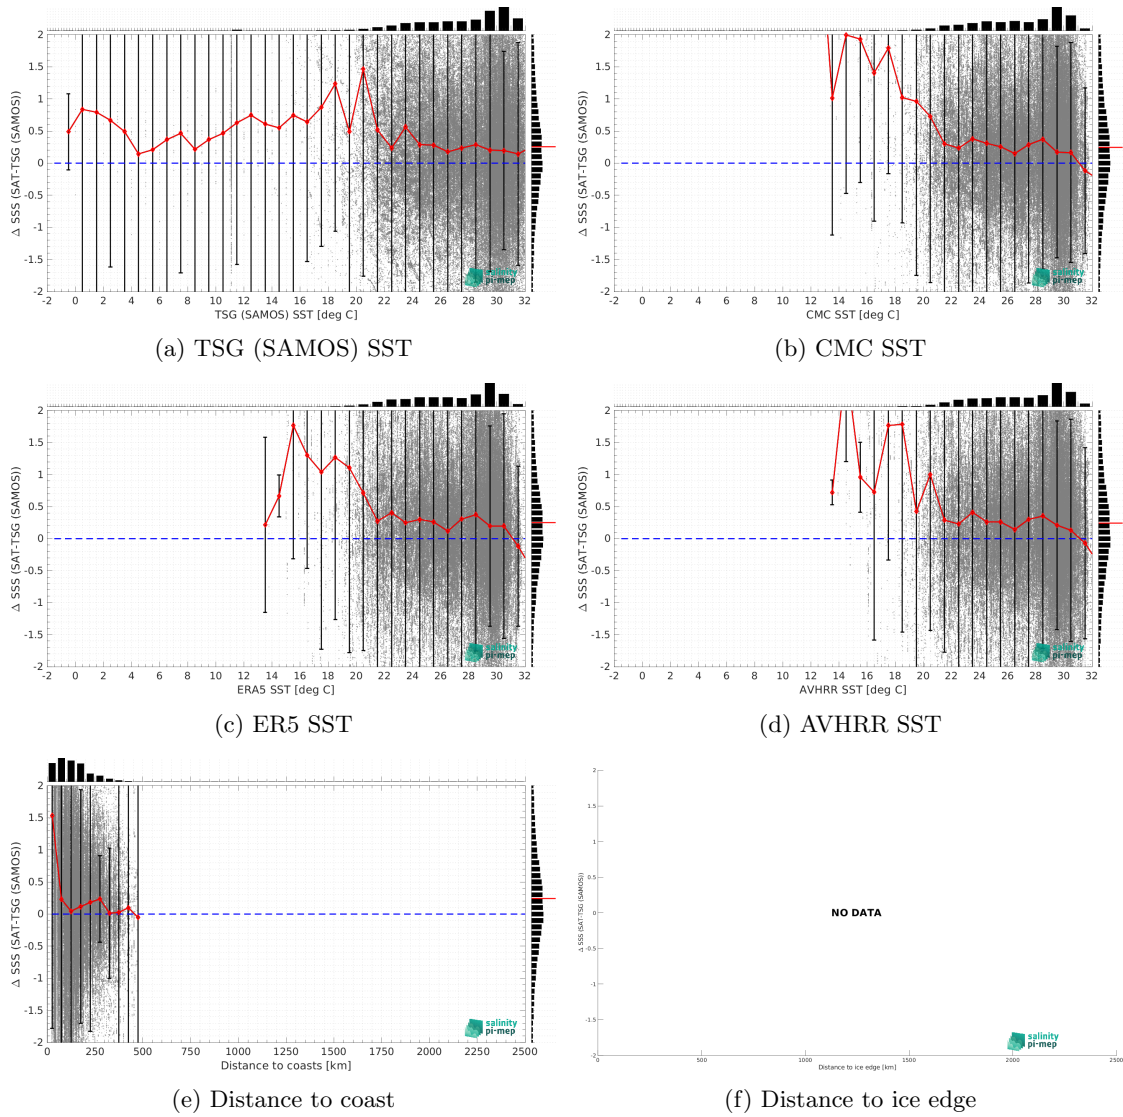 2
1.5
1
0.5
0
-0.5
-1
-1.5
-2
Δ SSS (SAT-TSG (SAMOS))
-2 0 2 4 6 8 10 12 14 16 18 20 22 24 26 28 30 32
TSG (SAMOS) SST [deg C]
salinity
pi-mep
(a) TSG (SAMOS) SST
2
1.5
1
0.5
0
-0.5
-1
-1.5
-2
Δ SSS (SAT-TSG (SAMOS))
-2 0 2 4 6 8 10 12 14 16 18 20 22 24 26 28 30 32
CMC SST [deg C]
salinity
pi-mep
(b) CMC SST
2
1.5
1
0.5
0
-0.5
-1
-1.5
-2
Δ SSS (SAT-TSG (SAMOS))
-2 0 2 4 6 8 10 12 14 16 18 20 22 24 26 28 30 32
ERA5 SST [deg C]
salinity
pi-mep
(c) ER5 SST
2
1.5
1
0.5
0
-0.5
-1
-1.5
-2
Δ SSS (SAT-TSG (SAMOS))
-2 0 2 4 6 8 10 12 14 16 18 20 22 24 26 28 30 32
AVHRR SST [deg C]
salinity
pi-mep
(d) AVHRR SST
2
1.5
1
0.5
0
-0.5
-1
-1.5
-2
Δ SSS (SAT-TSG (SAMOS))
0 250 500 750 1000 1250 1500 1750 2000 2250 2500
Distance to coasts [km]
salinity
pi-mep
(e) Distance to coast
2
1.5
1
0.5
0
-0.5
-1
-1.5
-2
Δ SSS (SAT-TSG (SAMOS))
NO DATA
0 500 1000 1500 2000 2500
Distance to ice edge [km]
salinity
pi-mep
(f) Distance to ice edge